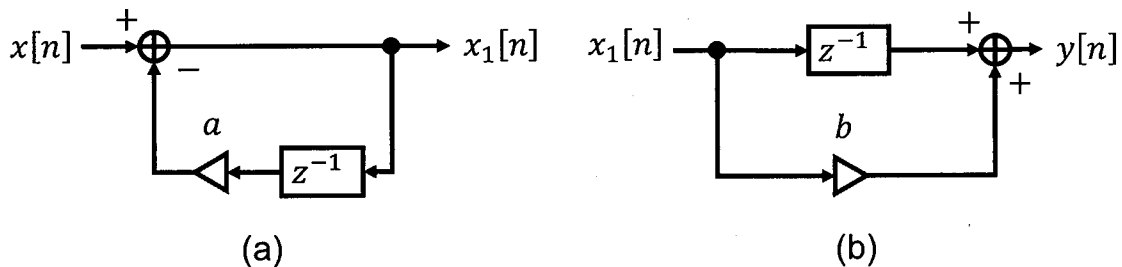 x[n] + − x₁[n]
a
z⁻¹
(a)
x₁[n] z⁻¹ + + y[n]
b
(b)